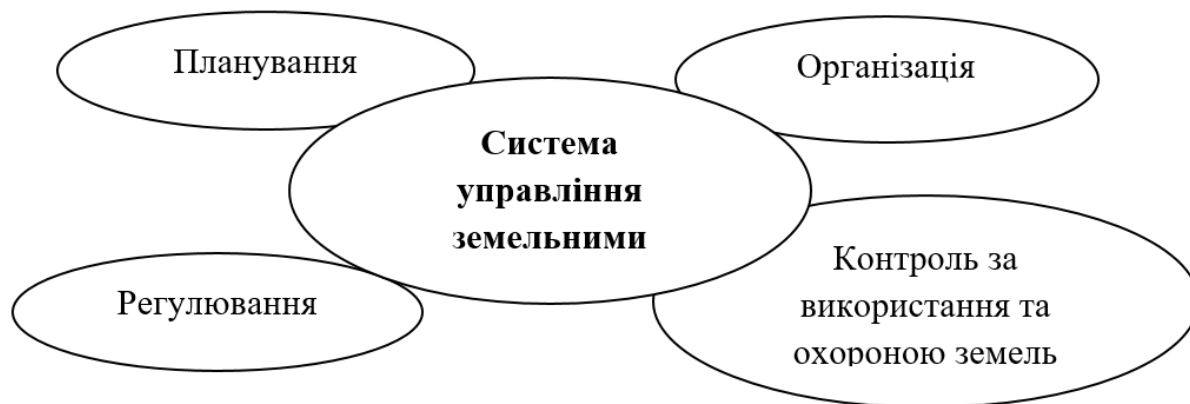 Планування
Організація
Система
управління
земельними
Регулювання
Контроль за
використання та
охороною земель